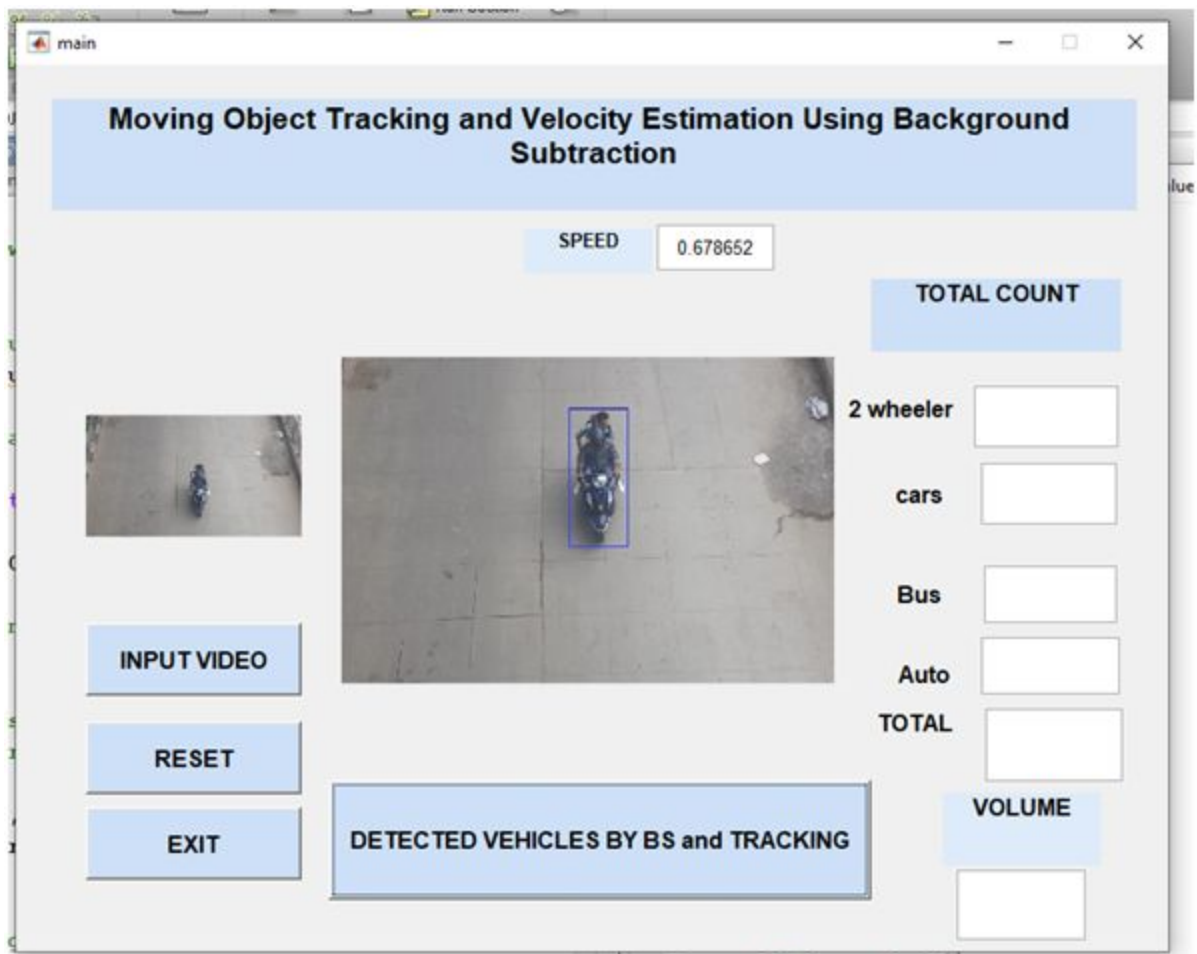 main
Moving Object Tracking and Velocity Estimation Using Background
Subtraction
SPEED
0.678652
TOTAL COUNT
2 wheeler
cars
Bus
Auto
TOTAL
VOLUME
INPUT VIDEO
RESET
EXIT
DETECTED VEHICLES BY BS and TRACKING